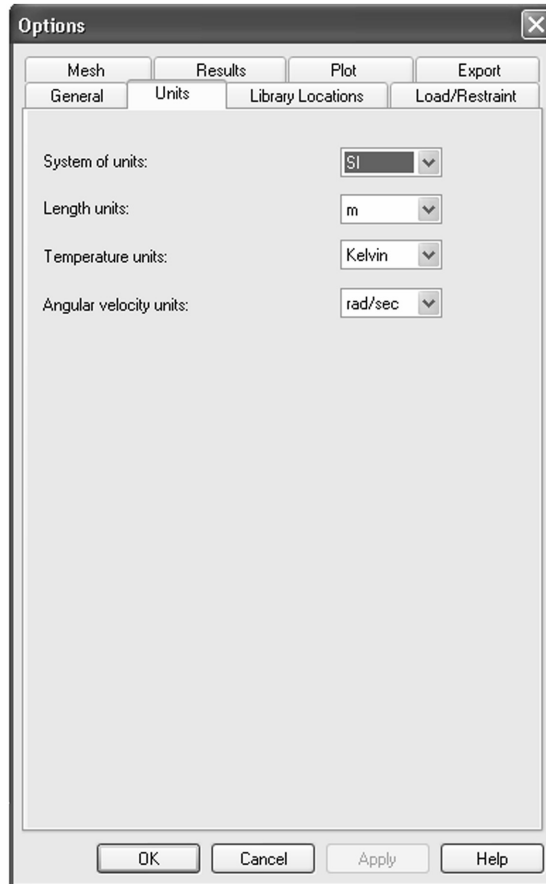 Options
Mesh Results Plot Export
General Units Library Locations Load/Restraint
System of units: SI
Length units: m
Temperature units: Kelvin
Angular velocity units: rad/sec
OK Cancel Apply Help